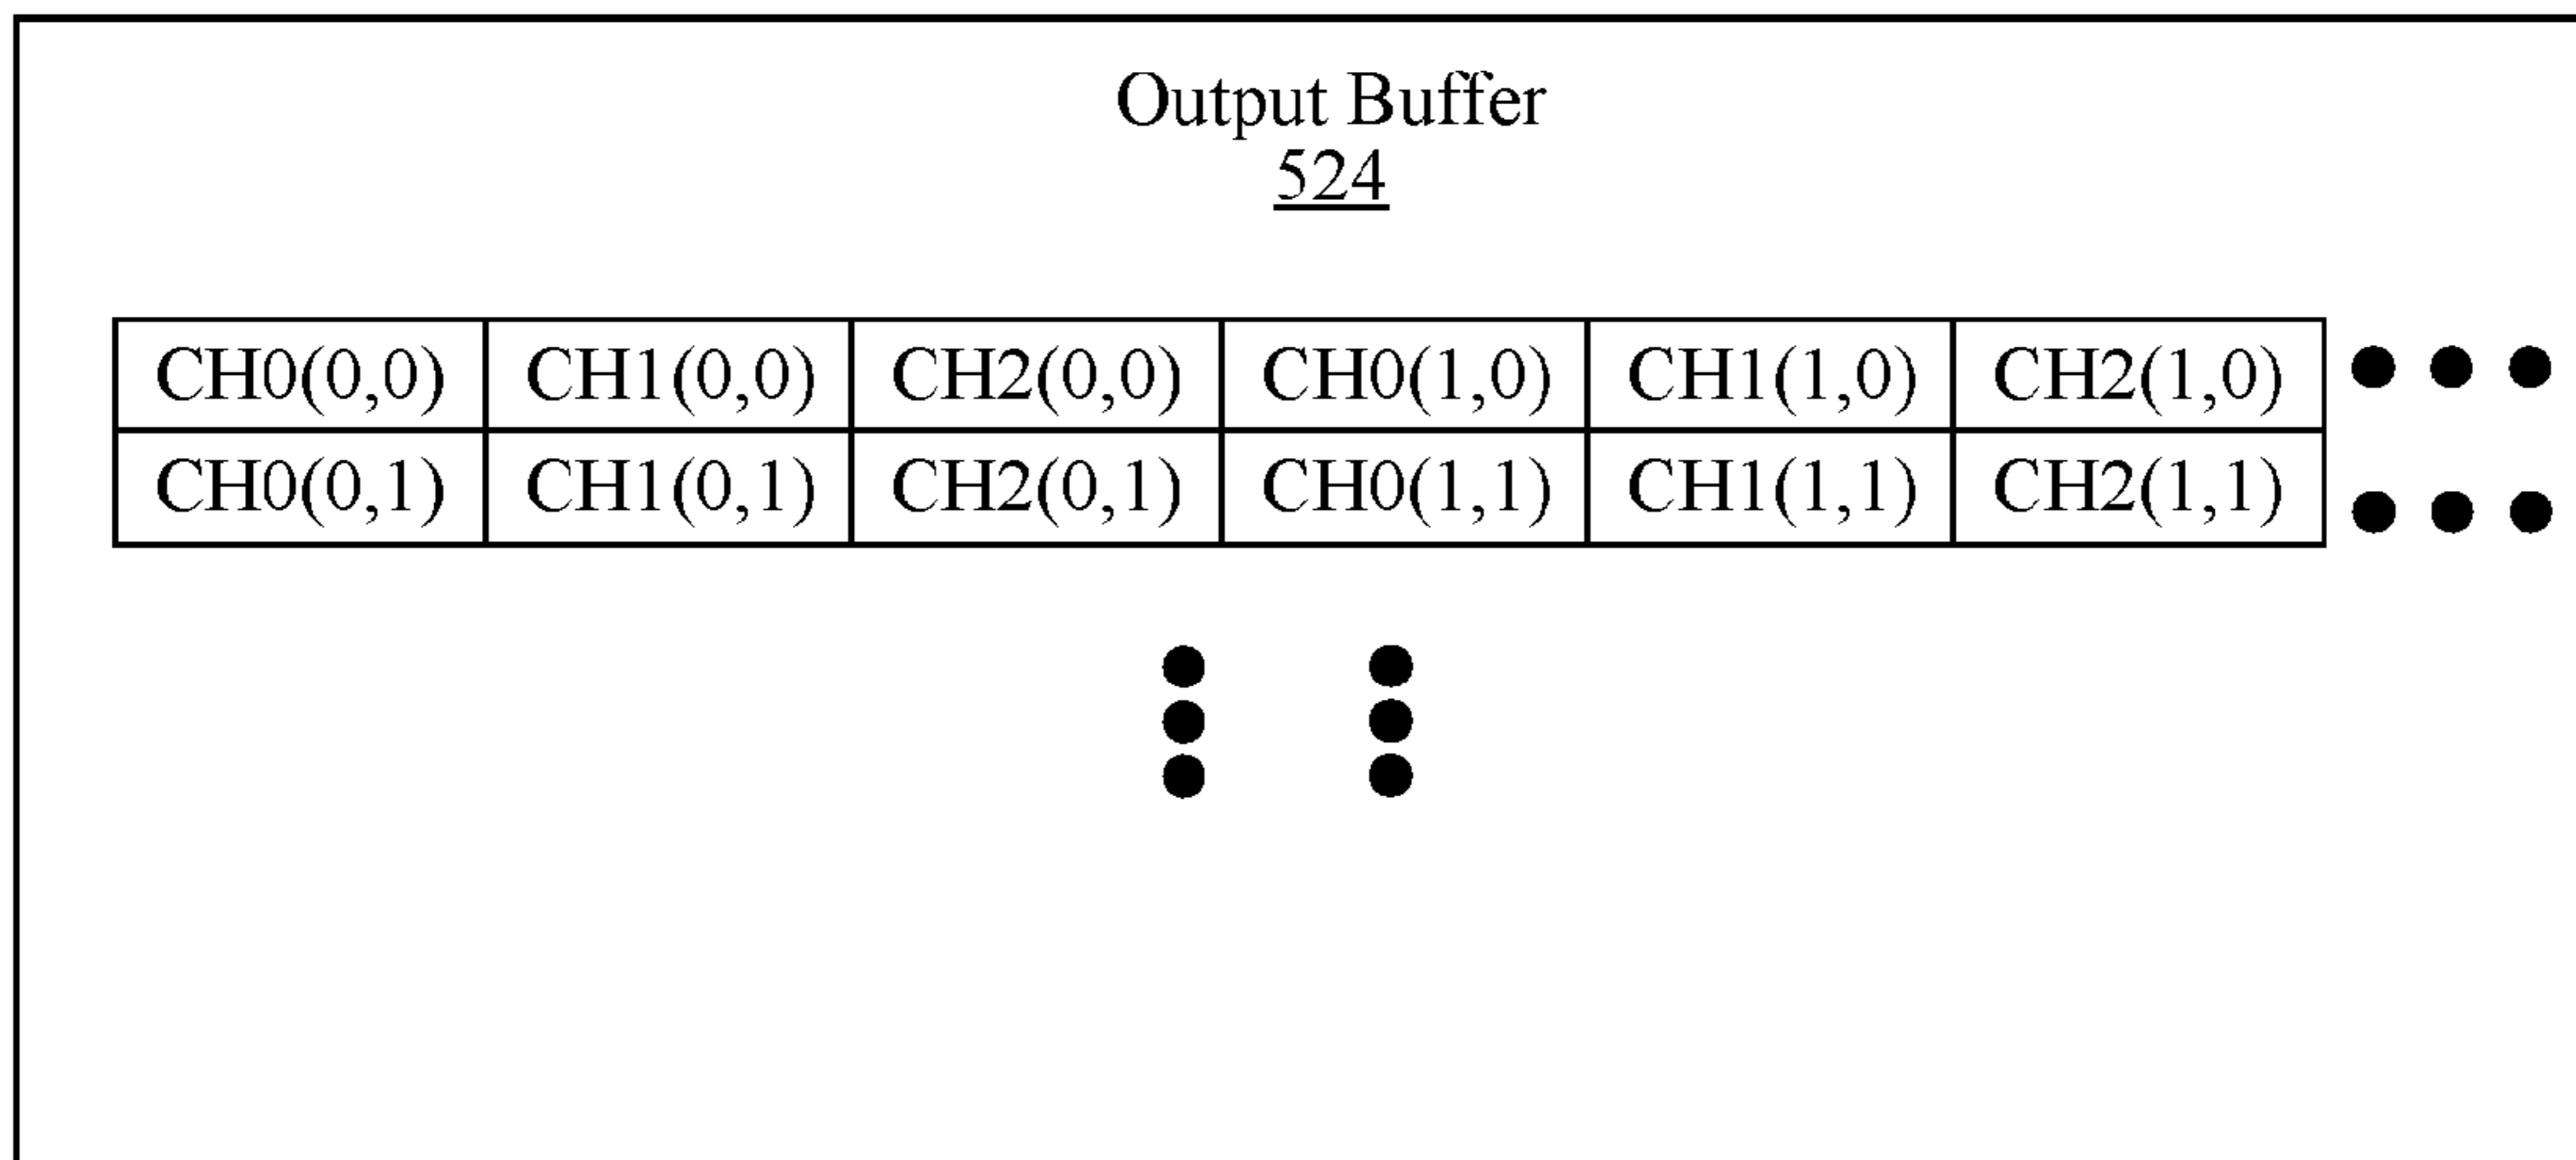 Output Buffer
524
CH0(0,0) CH1(0,0) CH2(0,0) CH0(1,0) CH1(1,0) CH2(1,0)
CH0(0,1) CH1(0,1) CH2(0,1) CH0(1,1) CH1(1,1) CH2(1,1)